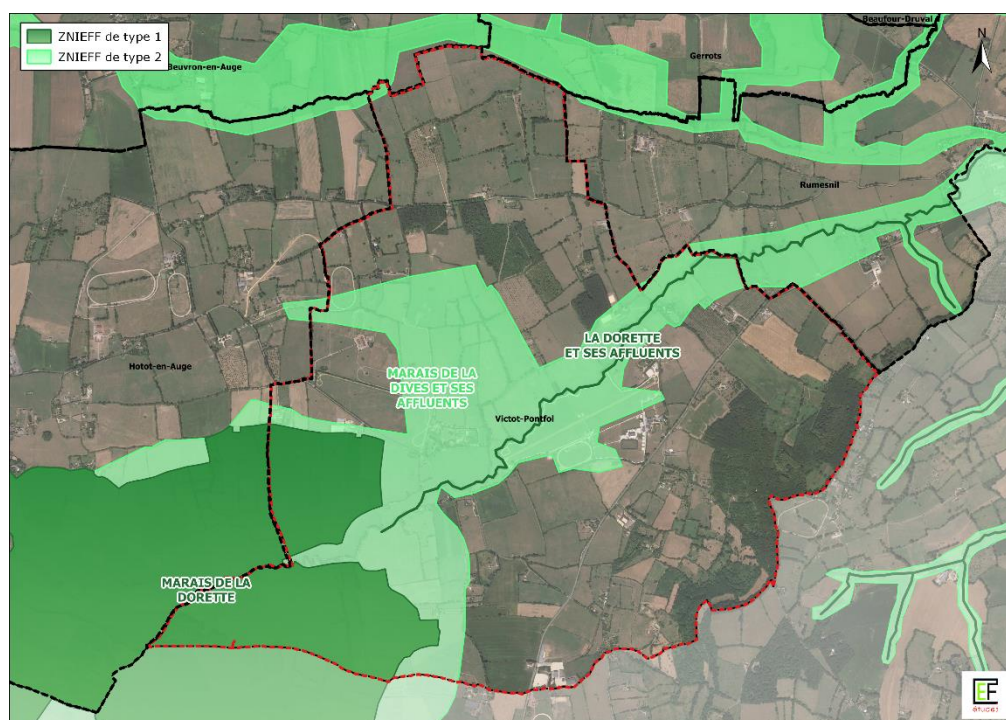 ZNIEFF de type 1
ZNIEFF de type 2
Beuvron-en-Auge
Beaufour-Druval
Gerrots
N
Rumesnil
LA DORETTE
ET SES AFFLUENTS
Hotot-en-Auge
MARAIS DE LA
DIVES ET SES
AFFLUENTS
Victot-Pontfol
MARAIS DE LA
DORETTE
CEF
études